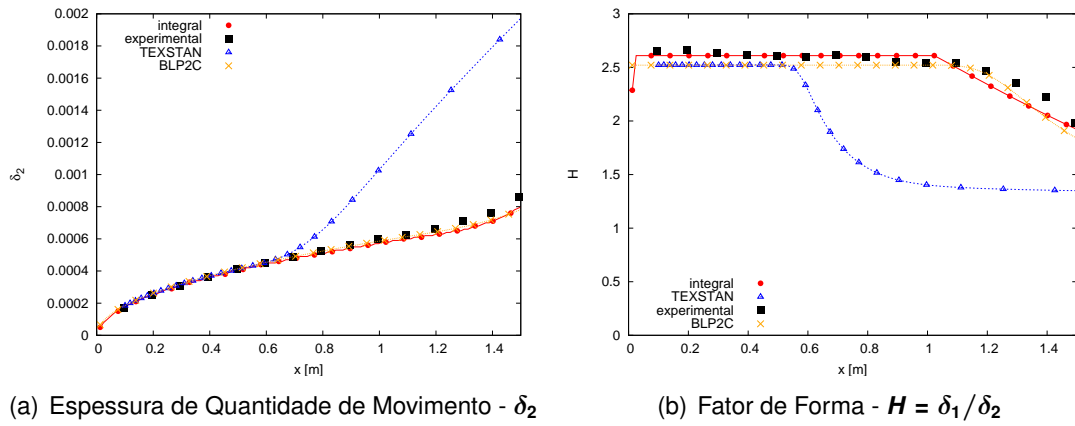 integral
experimental
TEXSTAN
BLP2C
0.002
0.0018
0.0016
0.0014
0.0012
0.001
0.0008
0.0006
0.0004
0.0002
0
δ₂
0 0.2 0.4 0.6 0.8 1 1.2 1.4
x [m]
(a) Espessura de Quantidade de Movimento - δ₂
3
2.5
2
1.5
1
0.5
0
H
integral
TEXSTAN
experimental
BLP2C
0 0.2 0.4 0.6 0.8 1 1.2 1.4
x [m]
(b) Fator de Forma - H = δ₁/δ₂